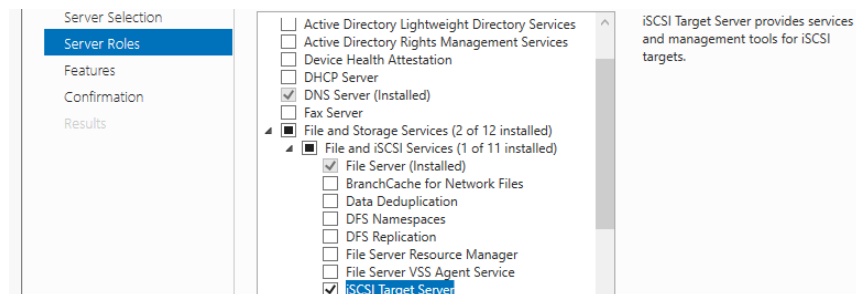 Server Selection
Server Roles
Features
Confirmation
Results
Active Directory Lightweight Directory Services
Active Directory Rights Management Services
Device Health Attestation
DHCP Server
DNS Server (Installed)
Fax Server
File and Storage Services (2 of 12 installed)
File and iSCSI Services (1 of 11 installed)
File Server (Installed)
BranchCache for Network Files
Data Deduplication
DFS Namespaces
DFS Replication
File Server Resource Manager
File Server VSS Agent Service
iSCSI Target Server
iSCSI Target Server provides services
and management tools for iSCSI
targets.